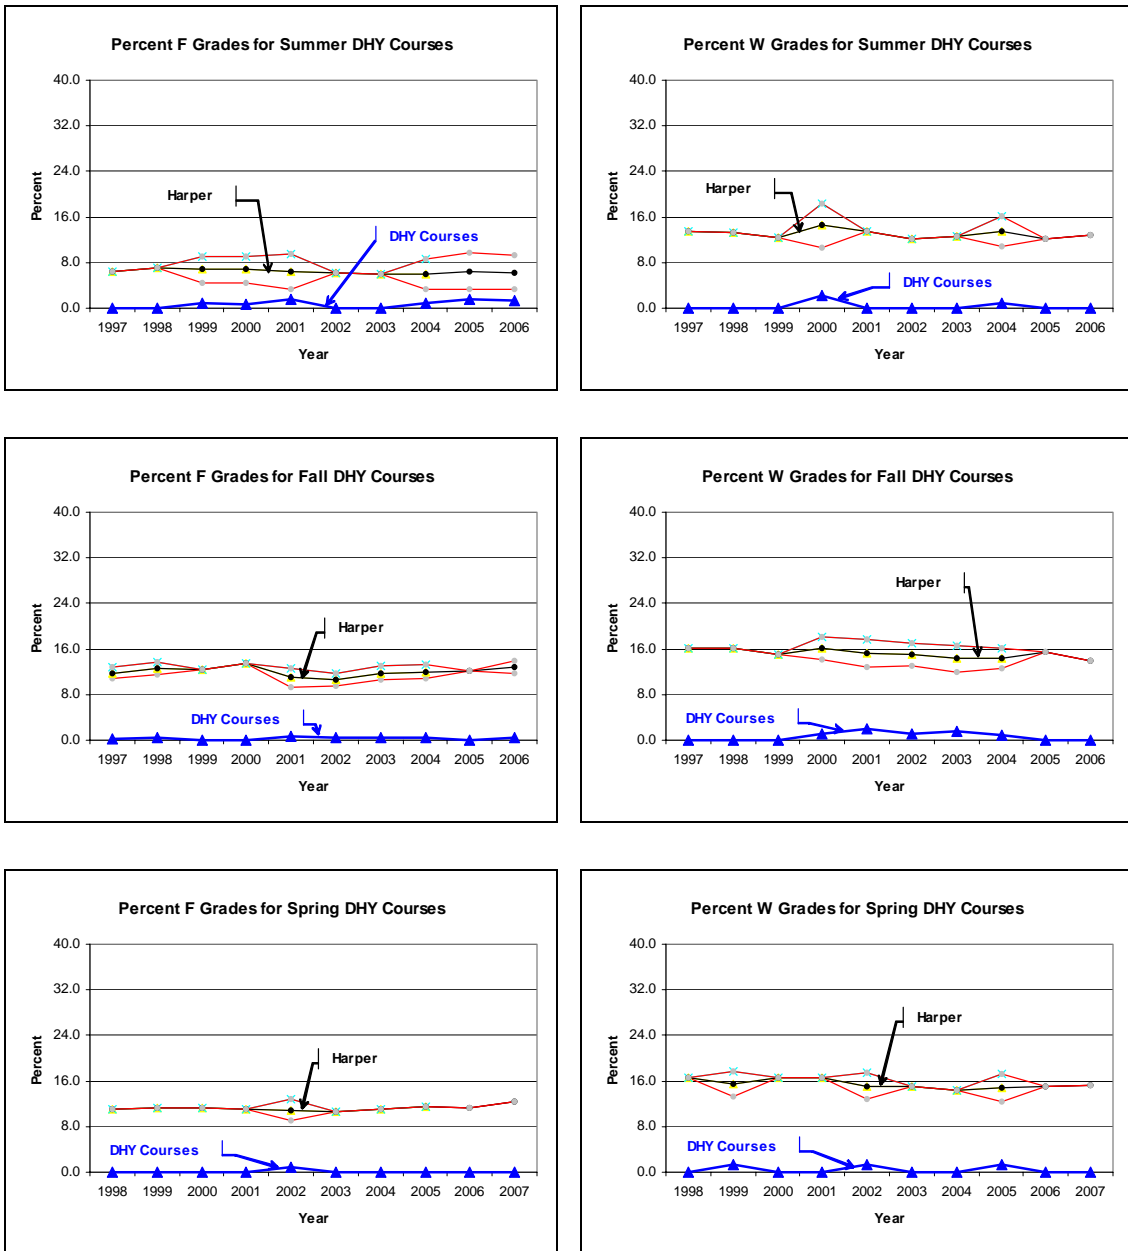 Percent F Grades for Summer DHY Courses
40.0
32.0
24.0
16.0
8.0
0.0
Percent
Harper
DHY Courses
1997 1998 1999 2000 2001 2002 2003 2004 2005 2006
Year
Percent W Grades for Summer DHY Courses
40.0
32.0
24.0
16.0
8.0
0.0
Percent
Harper
DHY Courses
1997 1998 1999 2000 2001 2002 2003 2004 2005 2006
Year
Percent F Grades for Fall DHY Courses
40.0
32.0
24.0
16.0
8.0
0.0
Percent
Harper
DHY Courses
1997 1998 1999 2000 2001 2002 2003 2004 2005 2006
Year
Percent W Grades for Fall DHY Courses
40.0
32.0
24.0
16.0
8.0
0.0
Percent
Harper
DHY Courses
1997 1998 1999 2000 2001 2002 2003 2004 2005 2006
Year
Percent F Grades for Spring DHY Courses
40.0
32.0
24.0
16.0
8.0
0.0
Percent
Harper
DHY Courses
1998 1999 2000 2001 2002 2003 2004 2005 2006 2007
Year
Percent W Grades for Spring DHY Courses
40.0
32.0
24.0
16.0
8.0
0.0
Percent
Harper
DHY Courses
1998 1999 2000 2001 2002 2003 2004 2005 2006 2007
Year